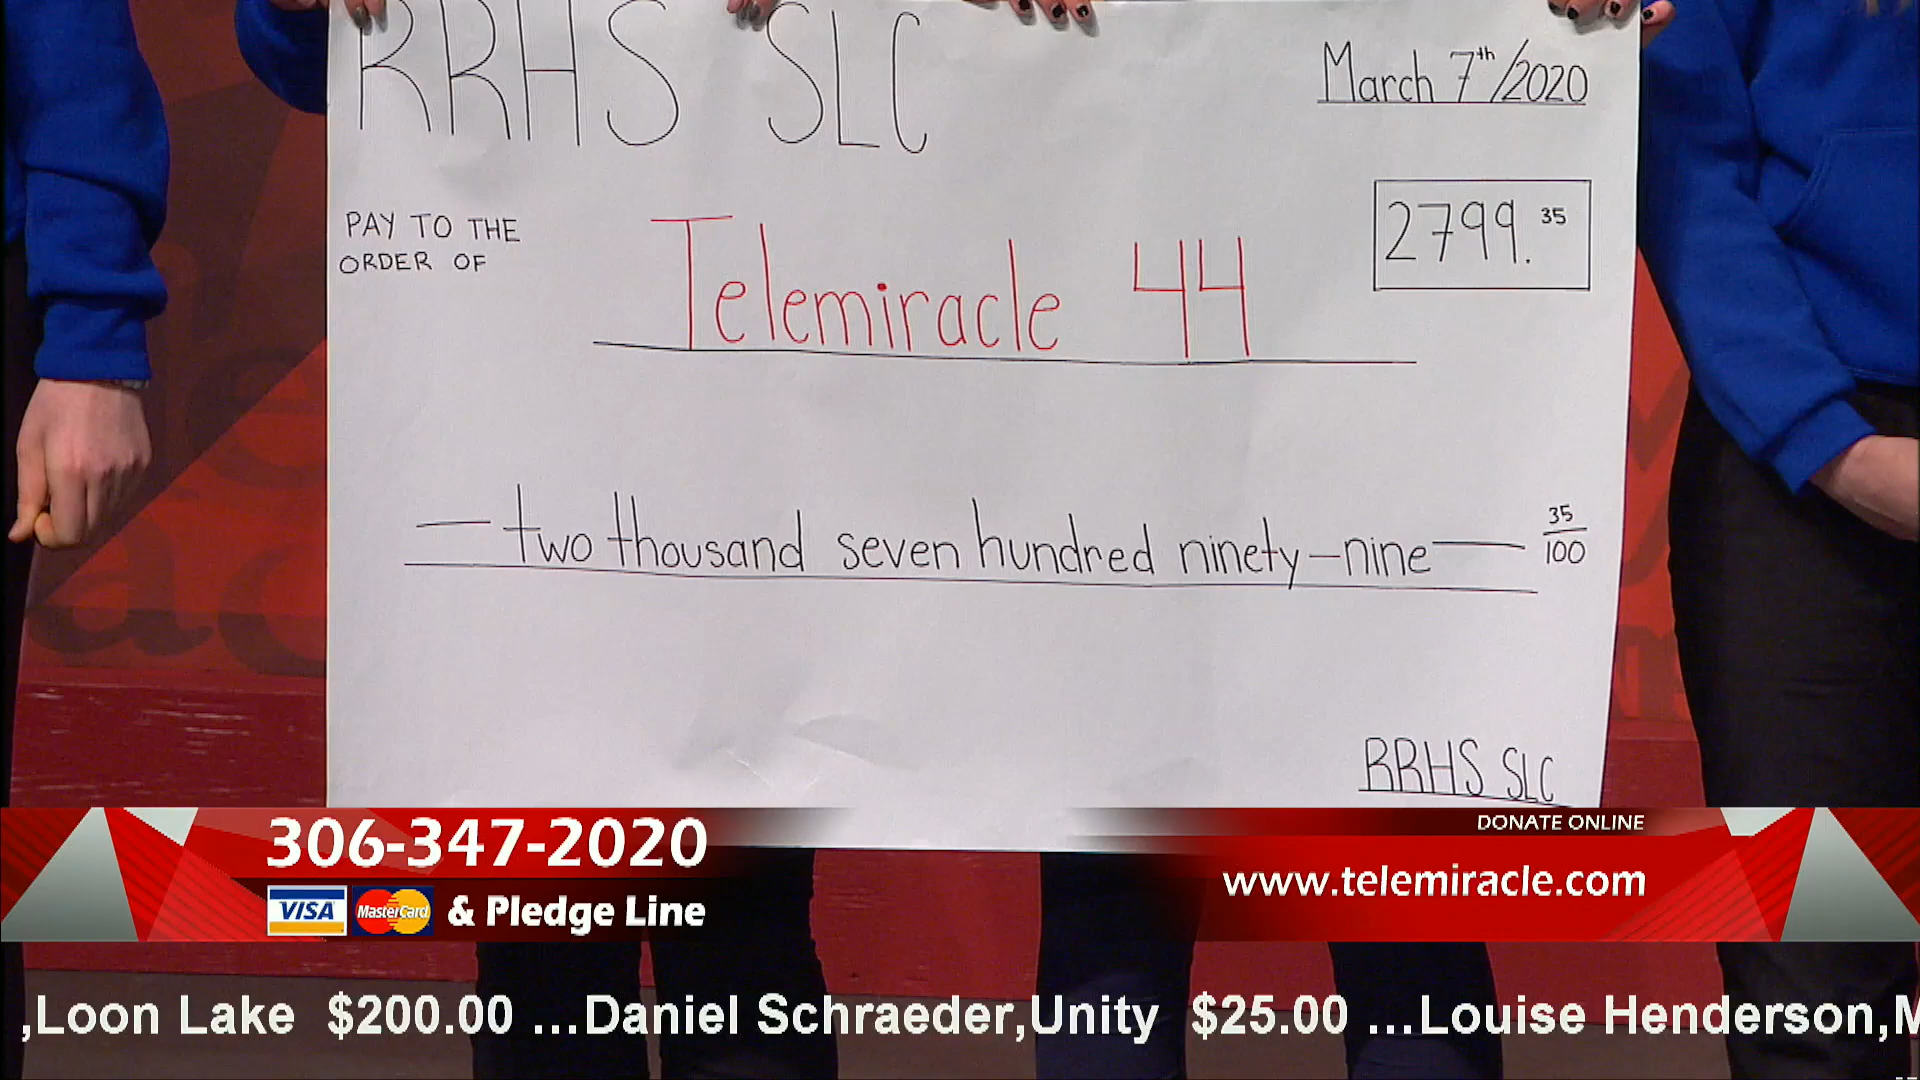 RRHS SLC
March 7th/2020
PAY TO THE
ORDER OF
Telemiracle 44
2799.35
— two thousand seven hundred ninety-nine — 35/100
RRHS SLC
306-347-2020
VISA MasterCard & Pledge Line
DONATE ONLINE
www.telemiracle.com
,Loon Lake $200.00 ...Daniel Schraeder,Unity $25.00 ...Louise Henderson,M